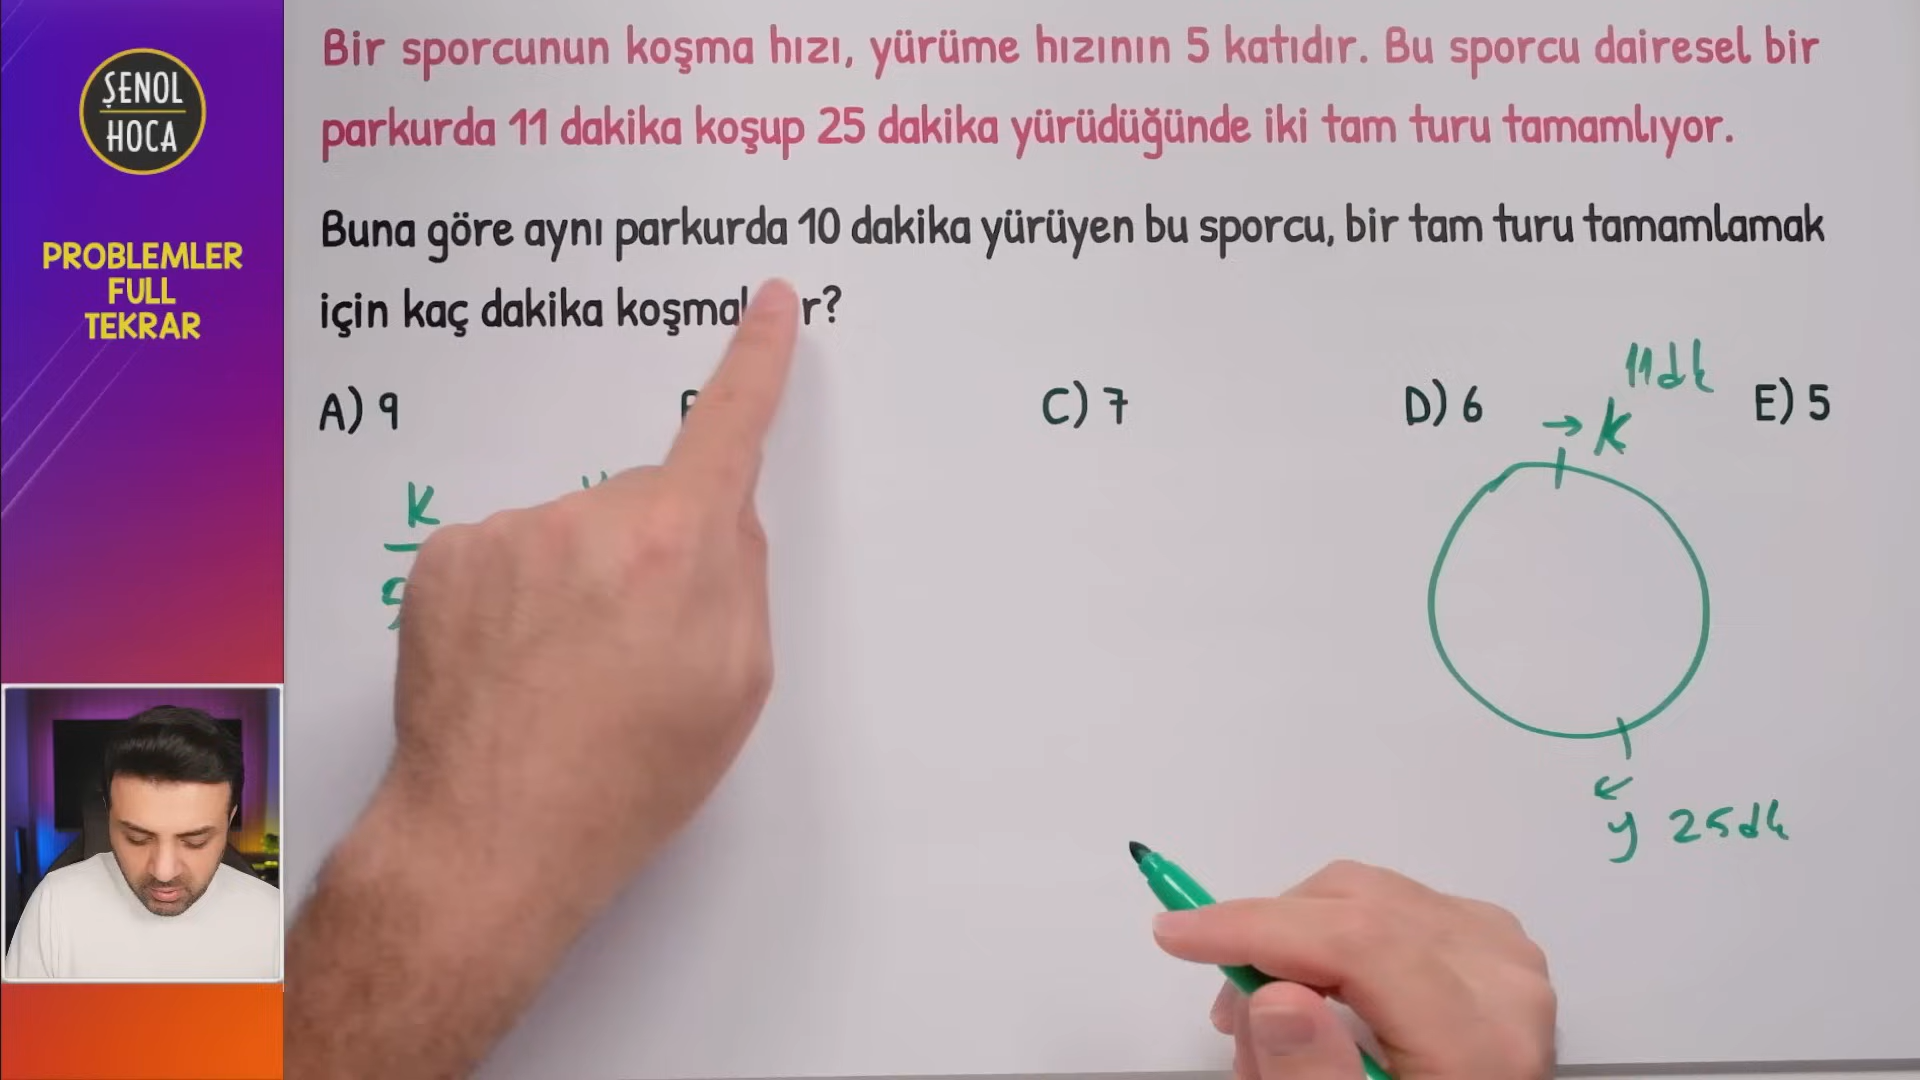 ŞENOL
HOCA
PROBLEMLER
FULL
TEKRAR
Bir sporcunun koşma hızı, yürüme hızının 5 katıdır. Bu sporcu dairesel bir
parkurda 11 dakika koşup 25 dakika yürüdüğünde iki tam turu tamamlıyor.
Buna göre aynı parkurda 10 dakika yürüyen bu sporcu, bir tam turu tamamlamak
için kaç dakika
A) 9
C) 7
D) 6
E) 5
11dk
→ k
K
y 25dk